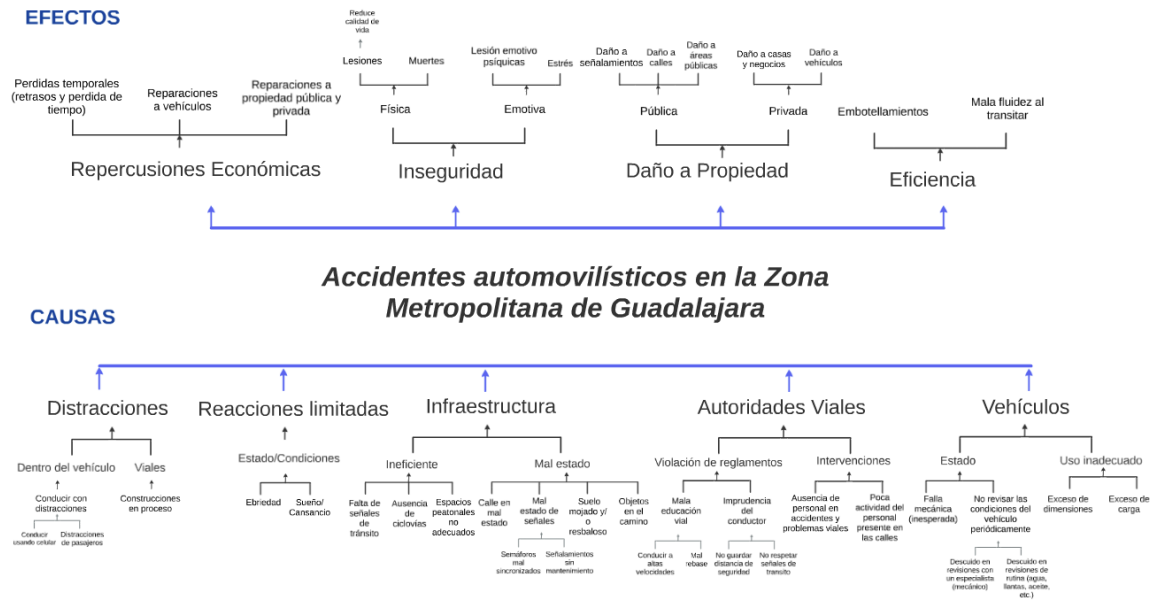 EFECTOS
Reduce
calidad de
vida
Lesiones
Muertes
Lesión emotivo
psíquicas
Estrés
Daño a
señalamientos
Daño a
calles
Daño a
áreas
públicas
Daño a casas
y negocios
Daño a
vehículos
Perdidas temporales
(retrasos y perdida de
tiempo)
Reparaciones
a vehículos
Reparaciones a
propiedad pública y
privada
Física
Emotiva
Pública
Privada
Embotellamientos
Mala fluidez al
transitar
Repercusiones Económicas
Inseguridad
Daño a Propiedad
Eficiencia
Accidentes automovilísticos en la Zona
Metropolitana de Guadalajara
CAUSAS
Distracciones
Reacciones limitadas
Infraestructura
Autoridades Viales
Vehículos
Dentro del vehículo
Viales
Estado/Condiciones
Ineficiente
Mal estado
Violación de reglamentos
Intervenciones
Estado
Uso inadecuado
Conducir con
distracciones
Construcciones
en proceso
Ebriedad
Sueño/
Cansancio
Falta de
señales
de
tránsito
Ausencia
de
ciclovías
Espacios
peatonales
no
adecuados
Calle en
mal
estado
Mal
estado de
señales
Suelo
mojado y/
o
resbaloso
Objetos
en el
camino
Mala
educación
vial
Imprudencia
del
conductor
Ausencia de
personal en
accidentes y
problemas viales
Poca
actividad del
personal
presente en
las calles
Falla
mecánica
(inesperada)
No revisar las
condiciones del
vehículo
periódicamente
Exceso de
dimensiones
Exceso de
carga
Conducir
usando celular
Distracciones
de pasajeros
Semáforos
mal
sincronizados
Señalamientos
sin
mantenimiento
Conducir a
altas
velocidades
Mal
rebase
No guardar
distancia de
seguridad
No respetar
señales de
transito
Descuido en
revisiones con
un especialista
(mecánico)
Descuido en
revisiones de
rutina (agua,
llantas, aceite,
etc.)